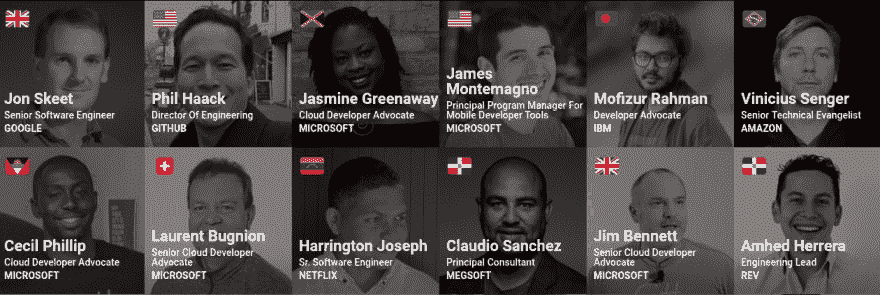 Jon Skeet
Senior Software Engineer
GOOGLE
Phil Haack
Director Of Engineering
GITHUB
Jasmine Greenaway
Cloud Developer Advocate
MICROSOFT
James
Montemagno
Principal Program Manager For
Mobile Developer Tools
MICROSOFT
Mofizur Rahman
Developer Advocate
IBM
Vinicius Senger
Senior Technical Evangelist
AMAZON
Cecil Phillip
Cloud Developer Advocate
MICROSOFT
Laurent Bugnion
Senior Cloud Developer
Advocate
MICROSOFT
Harrington Joseph
Sr. Software Engineer
NETFLIX
Claudio Sanchez
Principal Consultant
MEGSOFT
Jim Bennett
Senior Cloud Developer
Advocate
MICROSOFT
Amhed Herrera
Engineering Lead
REV